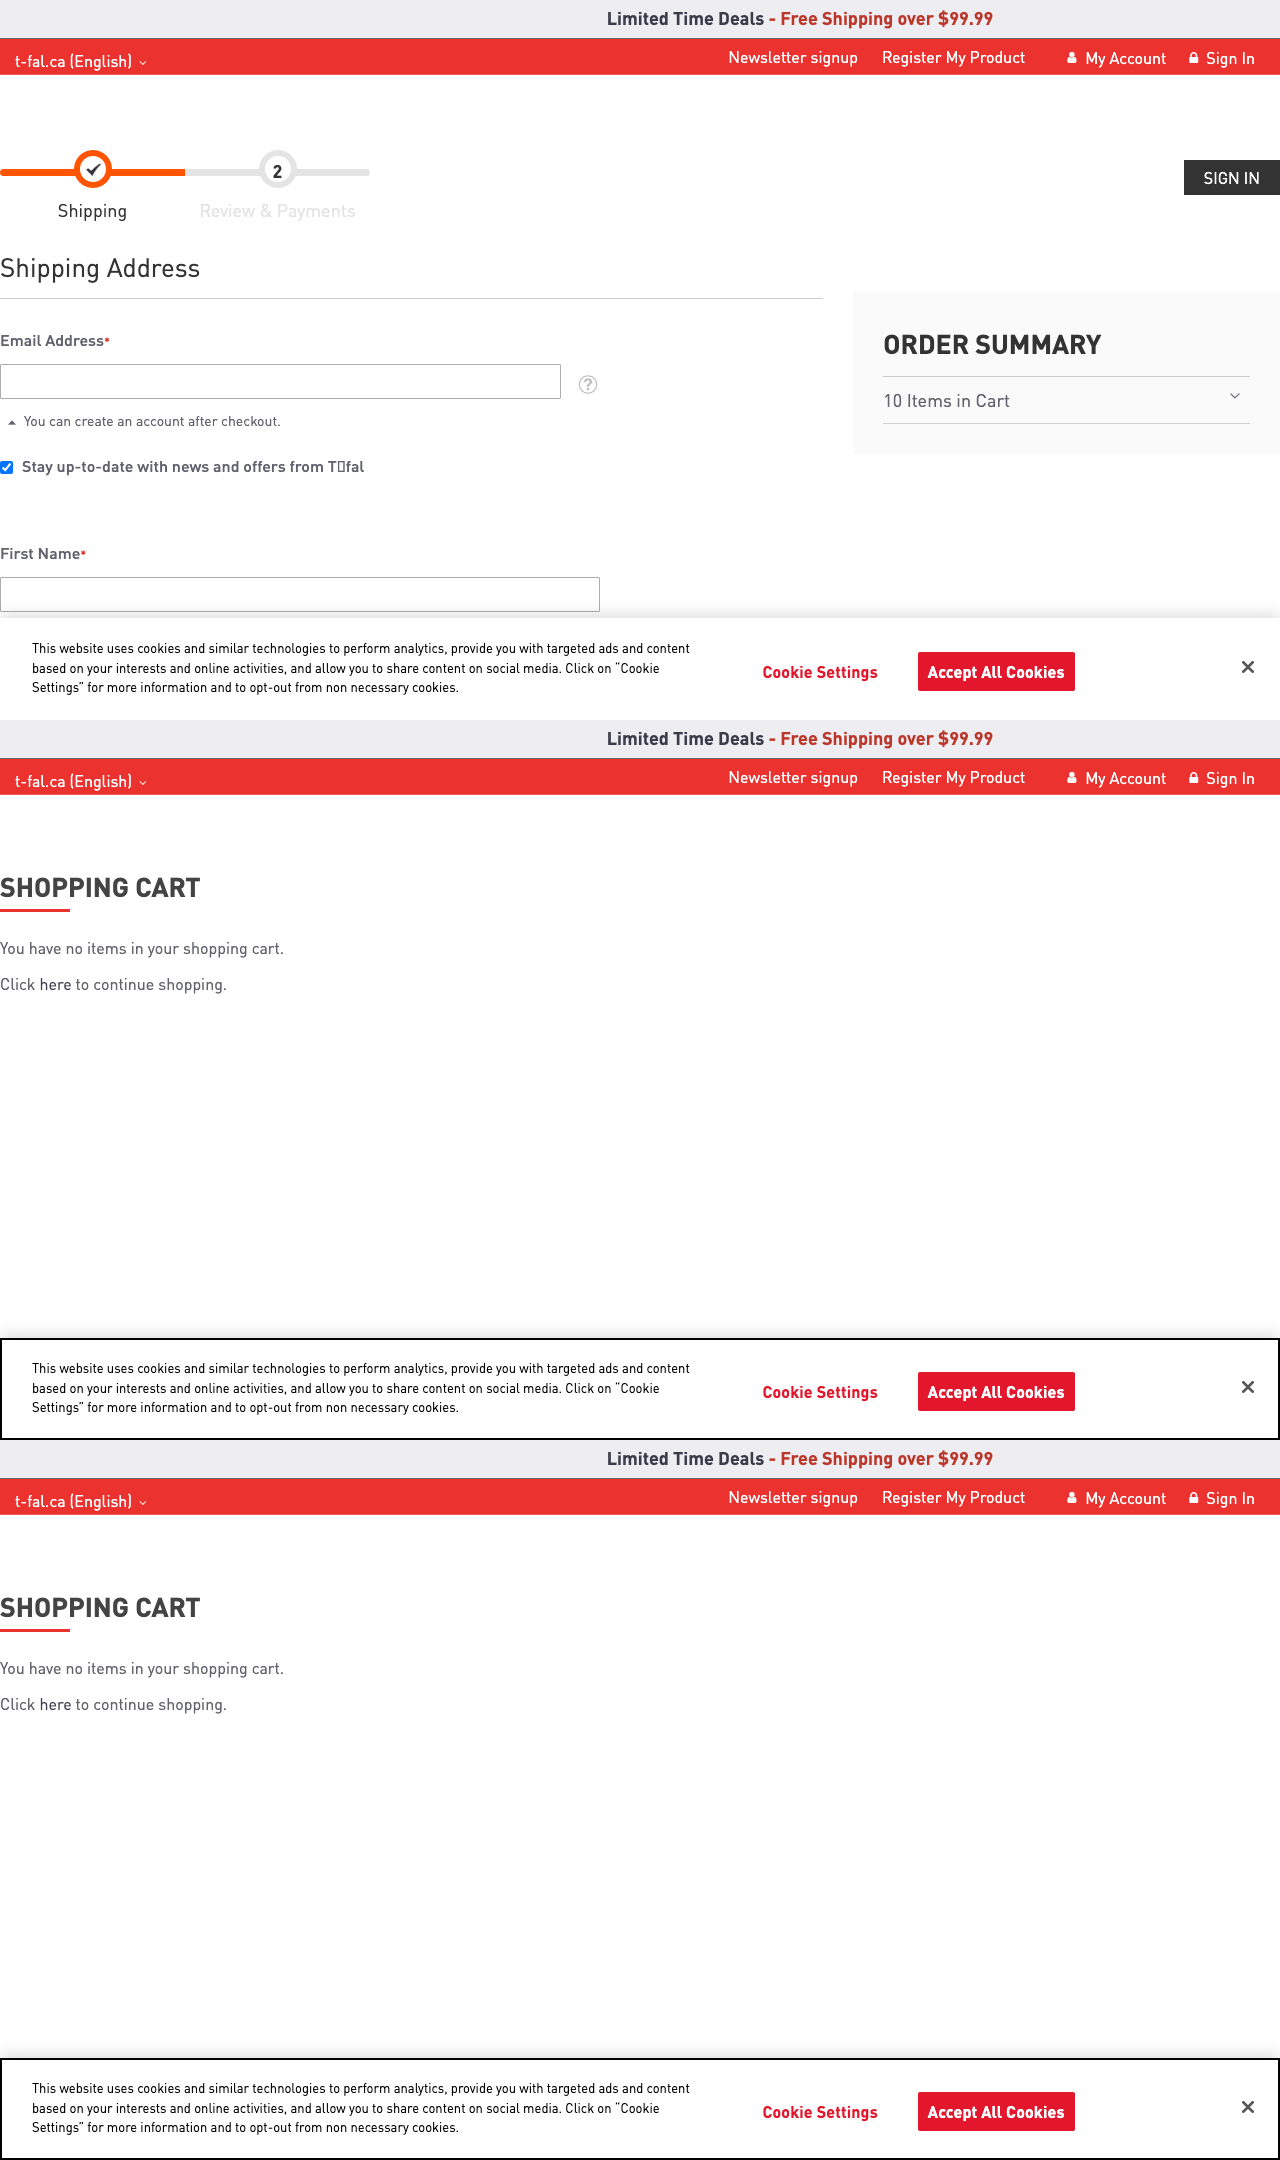 Limited Time Deals - Free Shipping over $99.99
t-fal.ca (English)
Newsletter signup
Register My Product
My Account
Sign In
2
Shipping
Review & Payments
SIGN IN
Shipping Address
ORDER SUMMARY
10 Items in Cart
Email Address*
You can create an account after checkout.
Stay up-to-date with news and offers from T▯fal
First Name*
This website uses cookies and similar technologies to perform analytics, provide you with targeted ads and content
based on your interests and online activities, and allow you to share content on social media. Click on “Cookie
Settings” for more information and to opt-out from non necessary cookies.
Cookie Settings
Accept All Cookies
Limited Time Deals - Free Shipping over $99.99
t-fal.ca (English)
Newsletter signup
Register My Product
My Account
Sign In
SHOPPING CART
You have no items in your shopping cart.
Click here to continue shopping.
This website uses cookies and similar technologies to perform analytics, provide you with targeted ads and content
based on your interests and online activities, and allow you to share content on social media. Click on “Cookie
Settings” for more information and to opt-out from non necessary cookies.
Cookie Settings
Accept All Cookies
Limited Time Deals - Free Shipping over $99.99
t-fal.ca (English)
Newsletter signup
Register My Product
My Account
Sign In
SHOPPING CART
You have no items in your shopping cart.
Click here to continue shopping.
This website uses cookies and similar technologies to perform analytics, provide you with targeted ads and content
based on your interests and online activities, and allow you to share content on social media. Click on “Cookie
Settings” for more information and to opt-out from non necessary cookies.
Cookie Settings
Accept All Cookies